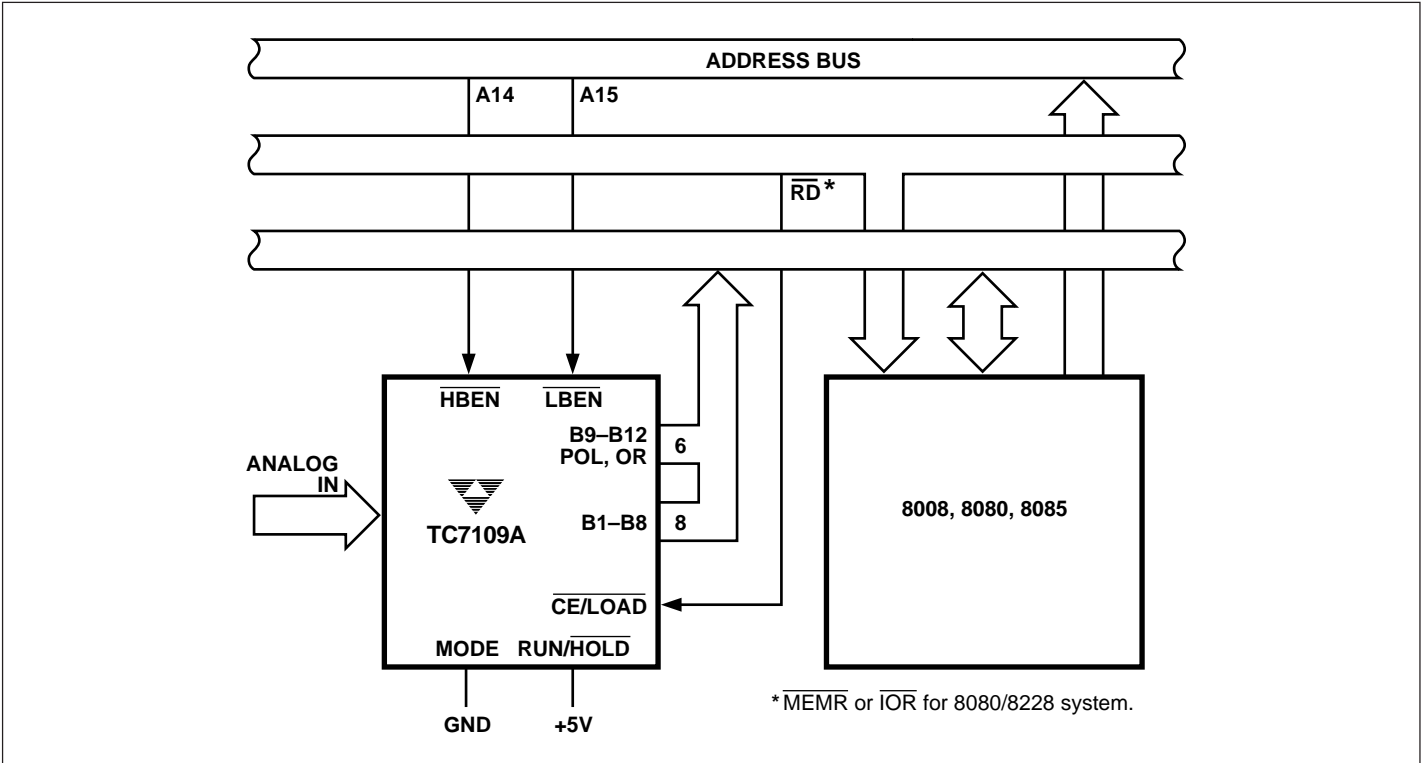 ADDRESS BUS
A14
A15
RD*
HBEN
LBEN
B9–B12
POL, OR
6
ANALOG
IN
TC7109A
B1–B8
8
8008, 8080, 8085
CE/LOAD
MODE
RUN/HOLD
GND
+5V
*MEMR or IOR for 8080/8228 system.